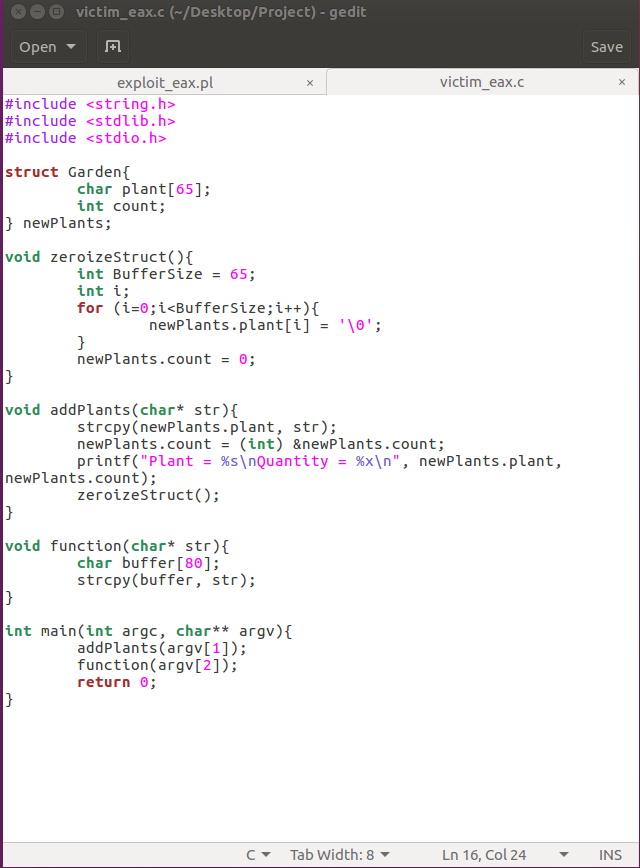 victim_eax.c (~/Desktop/Project) - gedit
Open
Save
exploit_eax.pl ×
victim_eax.c ×
#include <string.h>
#include <stdlib.h>
#include <stdio.h>

struct Garden{
        char plant[65];
        int count;
} newPlants;

void zeroizeStruct(){
        int BufferSize = 65;
        int i;
        for (i=0;i<BufferSize;i++){
                newPlants.plant[i] = '\0';
        }
        newPlants.count = 0;
}

void addPlants(char* str){
        strcpy(newPlants.plant, str);
        newPlants.count = (int) &newPlants.count;
        printf("Plant = %s\nQuantity = %x\n", newPlants.plant,
newPlants.count);
        zeroizeStruct();
}

void function(char* str){
        char buffer[80];
        strcpy(buffer, str);
}

int main(int argc, char** argv){
        addPlants(argv[1]);
        function(argv[2]);
        return 0;
}
C Tab Width: 8 Ln 16, Col 24 INS